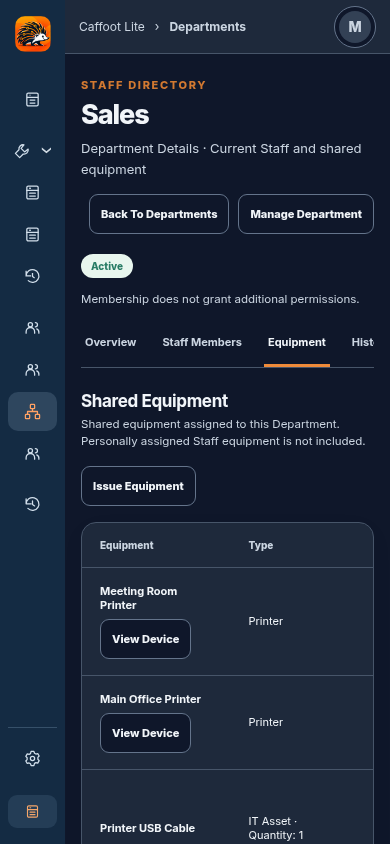 Caffoot Lite › Departments
M
STAFF DIRECTORY
Sales
Department Details · Current Staff and shared
equipment
Back To Departments
Manage Department
Active
Membership does not grant additional permissions.
Overview Staff Members Equipment Histo
Shared Equipment
Shared equipment assigned to this Department.
Personally assigned Staff equipment is not included.
Issue Equipment
Equipment Type
Meeting Room
Printer
View Device
Printer
Main Office Printer
View Device
Printer
Printer USB Cable
IT Asset ·
Quantity: 1